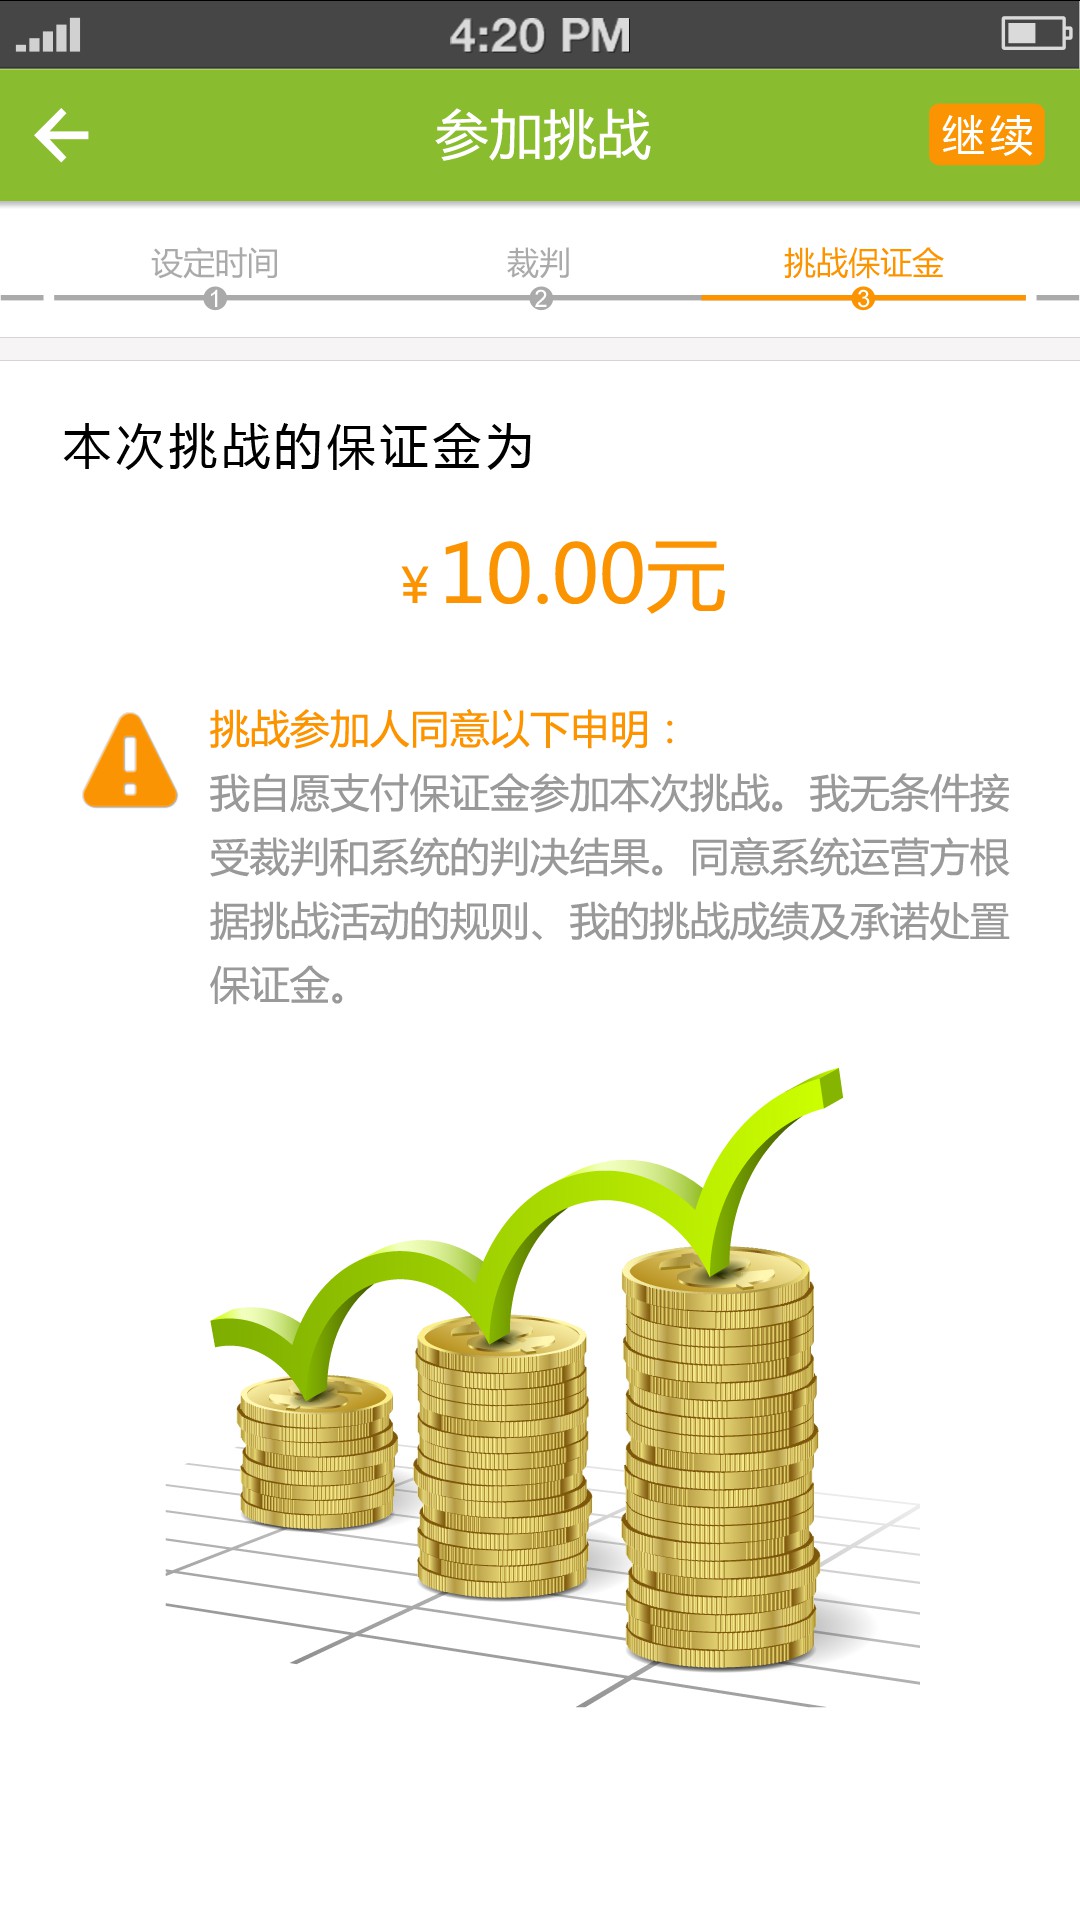 4:20 PM
参加挑战
继续
设定时间
裁判
挑战保证金
1
2
3
本次挑战的保证金为
¥10.00元
挑战参加人同意以下申明：
我自愿支付保证金参加本次挑战。我无条件接
受裁判和系统的判决结果。同意系统运营方根
据挑战活动的规则、我的挑战成绩及承诺处置
保证金。